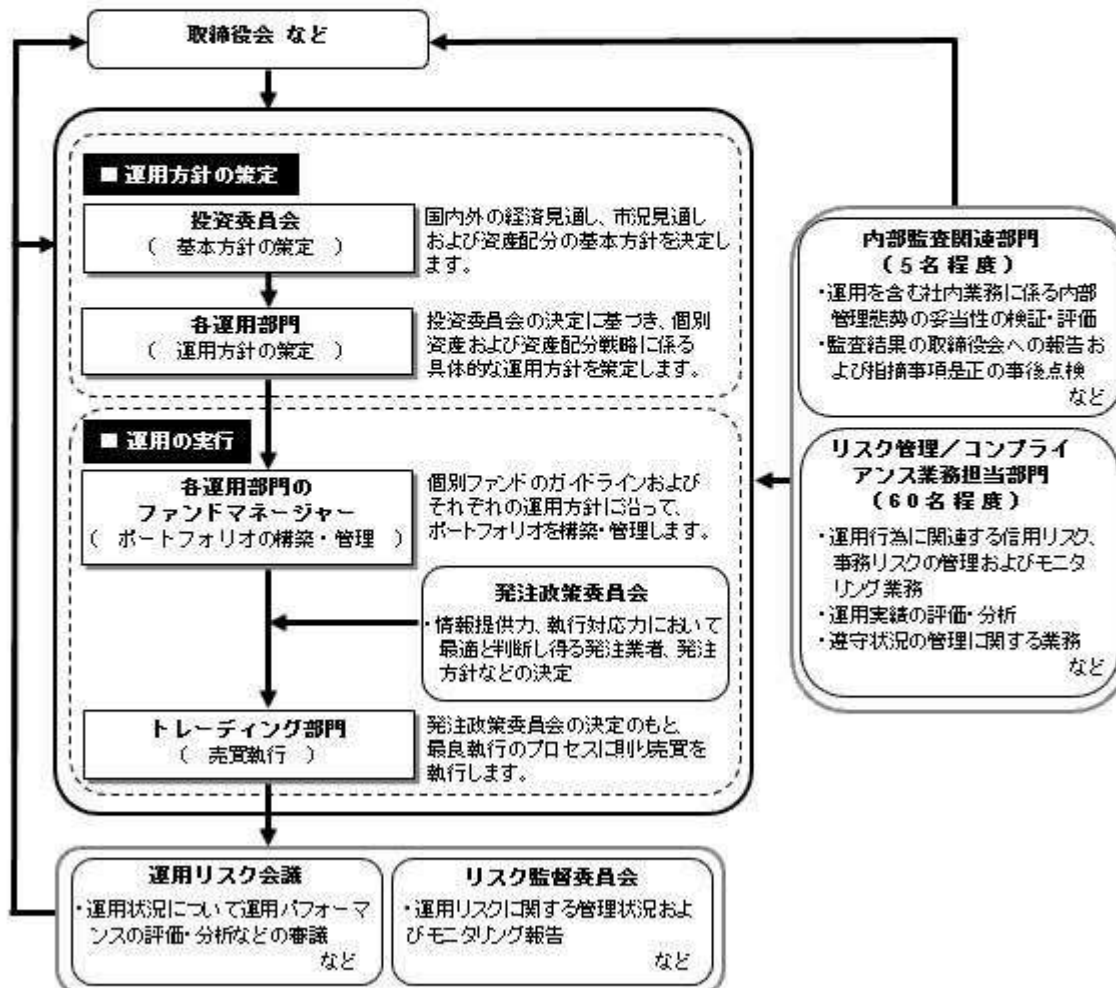 取締役会 など
■ 運用方針の策定
投資委員会
( 基本方針の策定 )
国内外の経済見通し、市況見通し
および資産配分の基本方針を決定し
ます。
各運用部門
( 運用方針の策定 )
投資委員会の決定に基づき、個別
資産および資産配分戦略に係る
具体的な運用方針を策定します。
■ 運用の実行
各運用部門の
ファンドマネージャー
( ポートフォリオの構築・管理 )
個別ファンドのガイドラインおよび
それぞれの運用方針に沿って、
ポートフォリオを構築・管理します。
発注政策委員会
・情報提供力、執行対応力において
最適と判断し得る発注業者、発注
方針などの決定
トレーディング部門
( 売買執行 )
発注政策委員会の決定のもと、
最良執行のプロセスに則り売買を
執行します。
内部監査関連部門
(5名程度)
・運用を含む社内業務に係る内部
管理態勢の妥当性の検証・評価
・監査結果の取締役会への報告お
よび指摘事項是正の事後点検
など
リスク管理/コンプライ
アンス業務担当部門
(60名程度)
・運用行為に関連する信用リスク、
事務リスクの管理およびモニタ
リング業務
・運用実績の評価・分析
・遵守状況の管理に関する業務
など
運用リスク会議
・運用状況について運用パフォーマ
ンスの評価・分析などの審議
など
リスク監督委員会
・運用リスクに関する管理状況およ
びモニタリング報告
など